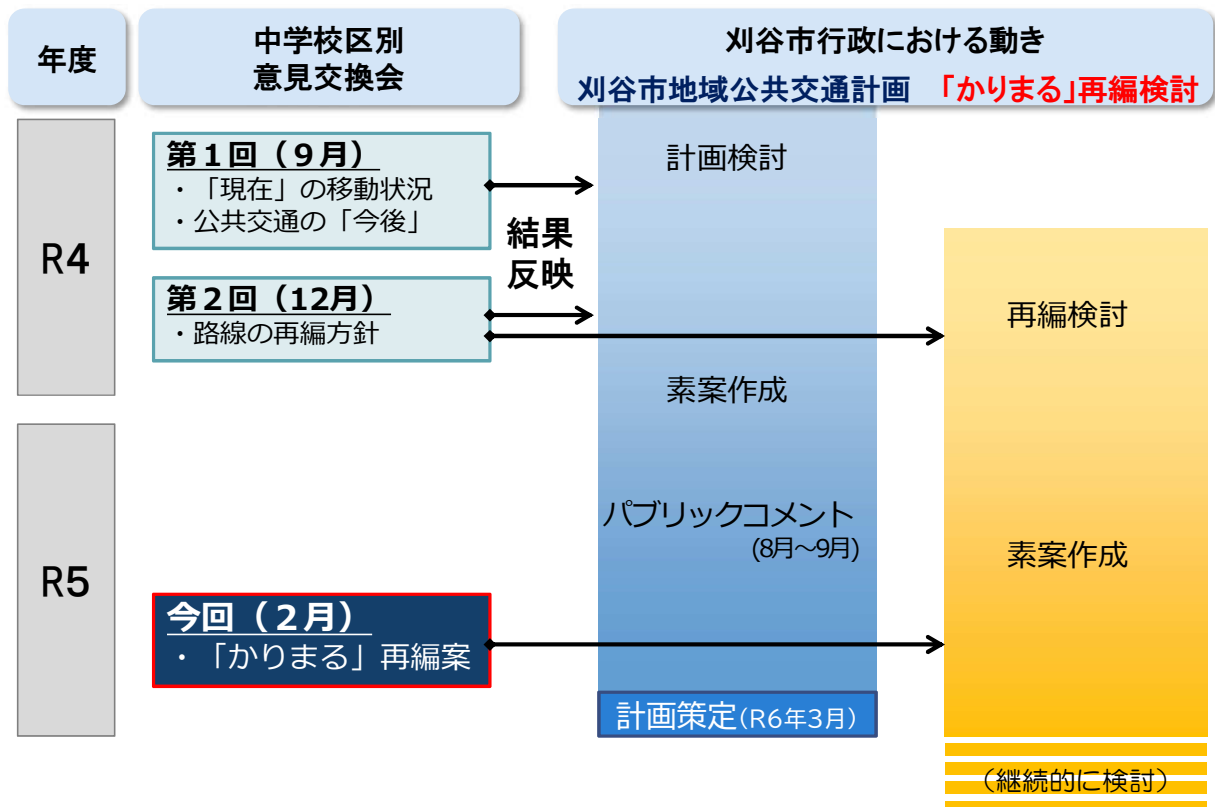 年度
中学校区別
意見交換会
刈谷市行政における動き
刈谷市地域公共交通計画 「かりまる」再編検討
R4
第１回（９月）
・「現在」の移動状況
・公共交通の「今後」
結果
反映
計画検討
第２回（12月）
・路線の再編方針
再編検討
素案作成
R5
パブリックコメント
(8月～9月)
素案作成
今回（２月）
・「かりまる」再編案
計画策定(R6年3月)
（継続的に検討）